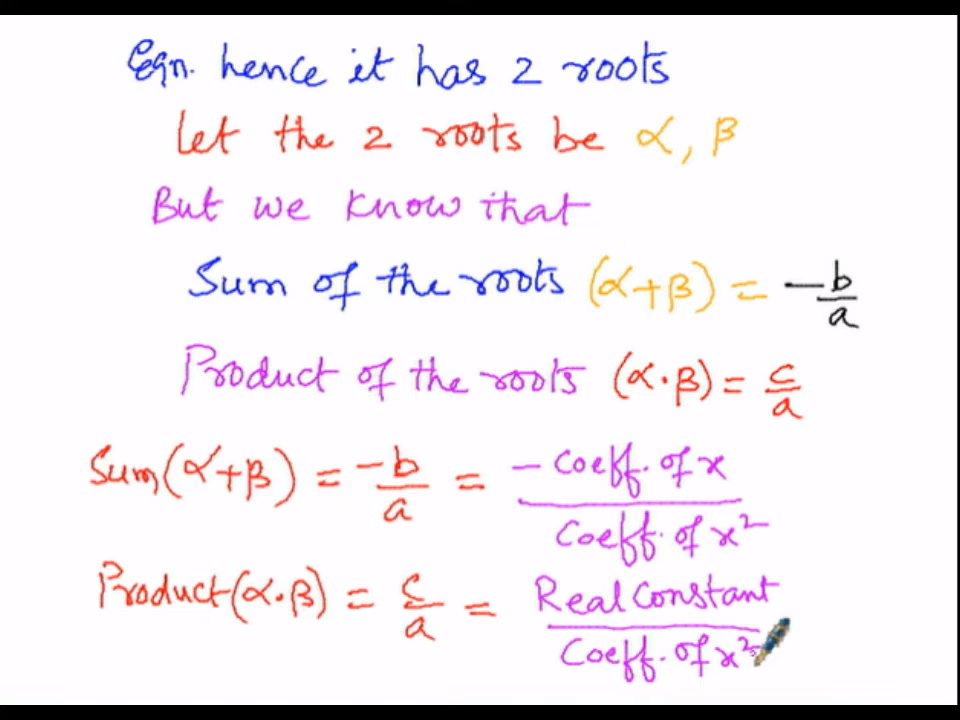 Eqn. hence it has 2 roots
Let the 2 roots be α, β
But we know that
Sum of the roots (α+β) = -b/a
Product of the roots (α·β) = c/a
Sum(α+β) = -b/a = - Coeff. of x / Coeff. of x²
Product(α·β) = c/a = Real Constant / Coeff. of x²